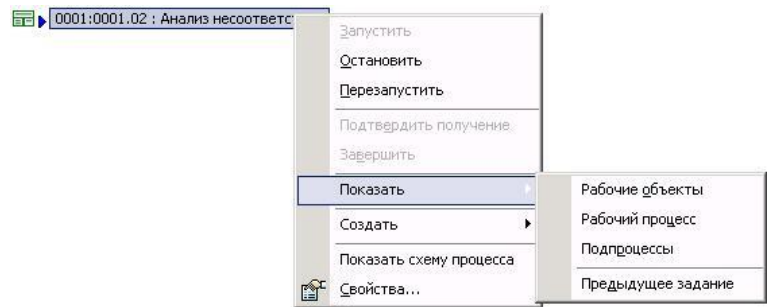 0001:0001.02 : Анализ несоответс
Запустить
Остановить
Перезапустить
Подтвердить получение
Завершить
Показать
Создать
Показать схему процесса
Свойства...
Рабочие объекты
Рабочий процесс
Подпроцессы
Предыдущее задание